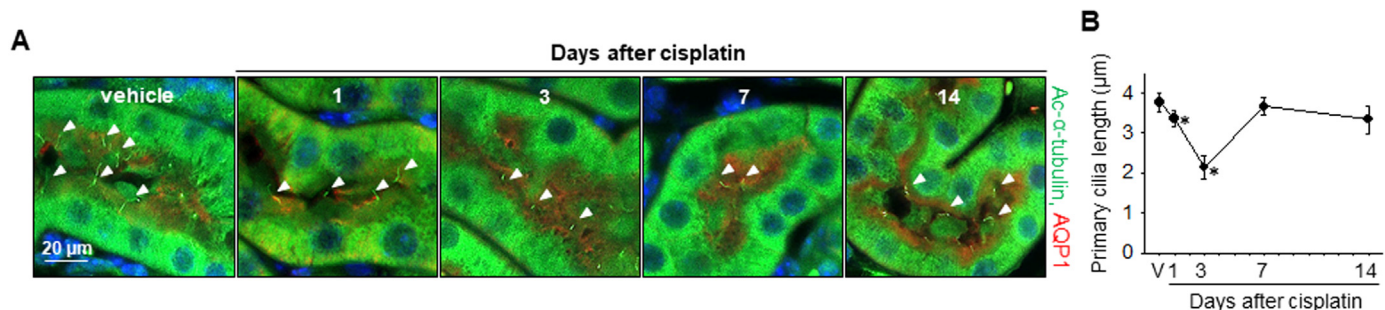 A
Days after cisplatin
vehicle
1
3
7
14
20 µm
Ac-α-tubulin, AQP1
B
Primary cilia length (µm)
4
3
2
1
0
*
*
V 1 3 7 14
Days after cisplatin